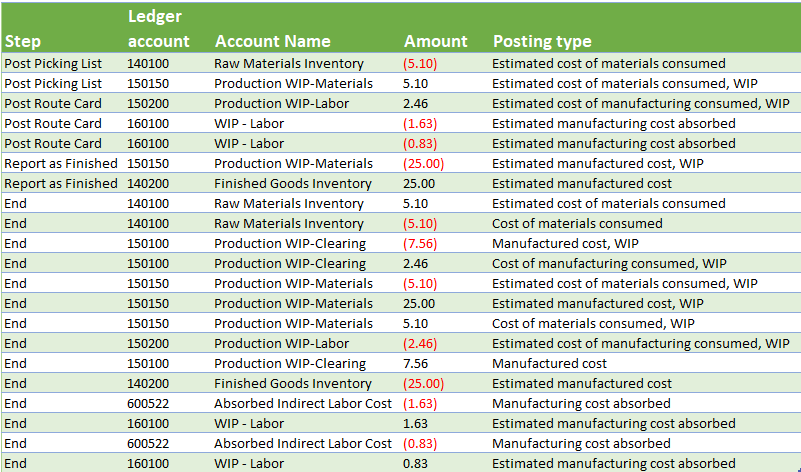 Step Ledger account Account Name Amount Posting type
Post Picking List 140100 Raw Materials Inventory (5.10) Estimated cost of materials consumed
Post Picking List 150150 Production WIP-Materials 5.10 Estimated cost of materials consumed, WIP
Post Route Card 150200 Production WIP-Labor 2.46 Estimated cost of manufacturing consumed, WIP
Post Route Card 160100 WIP - Labor (1.63) Estimated manufacturing cost absorbed
Post Route Card 160100 WIP - Labor (0.83) Estimated manufacturing cost absorbed
Report as Finished 150150 Production WIP-Materials (25.00) Estimated manufactured cost, WIP
Report as Finished 140200 Finished Goods Inventory 25.00 Estimated manufactured cost
End 140100 Raw Materials Inventory 5.10 Estimated cost of materials consumed
End 140100 Raw Materials Inventory (5.10) Cost of materials consumed
End 150100 Production WIP-Clearing (7.56) Manufactured cost, WIP
End 150100 Production WIP-Clearing 2.46 Cost of manufacturing consumed, WIP
End 150150 Production WIP-Materials (5.10) Estimated cost of materials consumed, WIP
End 150150 Production WIP-Materials 25.00 Estimated manufactured cost, WIP
End 150150 Production WIP-Materials 5.10 Cost of materials consumed, WIP
End 150200 Production WIP-Labor (2.46) Estimated cost of manufacturing consumed, WIP
End 150100 Production WIP-Clearing 7.56 Manufactured cost
End 140200 Finished Goods Inventory (25.00) Estimated manufactured cost
End 600522 Absorbed Indirect Labor Cost (1.63) Manufacturing cost absorbed
End 160100 WIP - Labor 1.63 Estimated manufacturing cost absorbed
End 600522 Absorbed Indirect Labor Cost (0.83) Manufacturing cost absorbed
End 160100 WIP - Labor 0.83 Estimated manufacturing cost absorbed